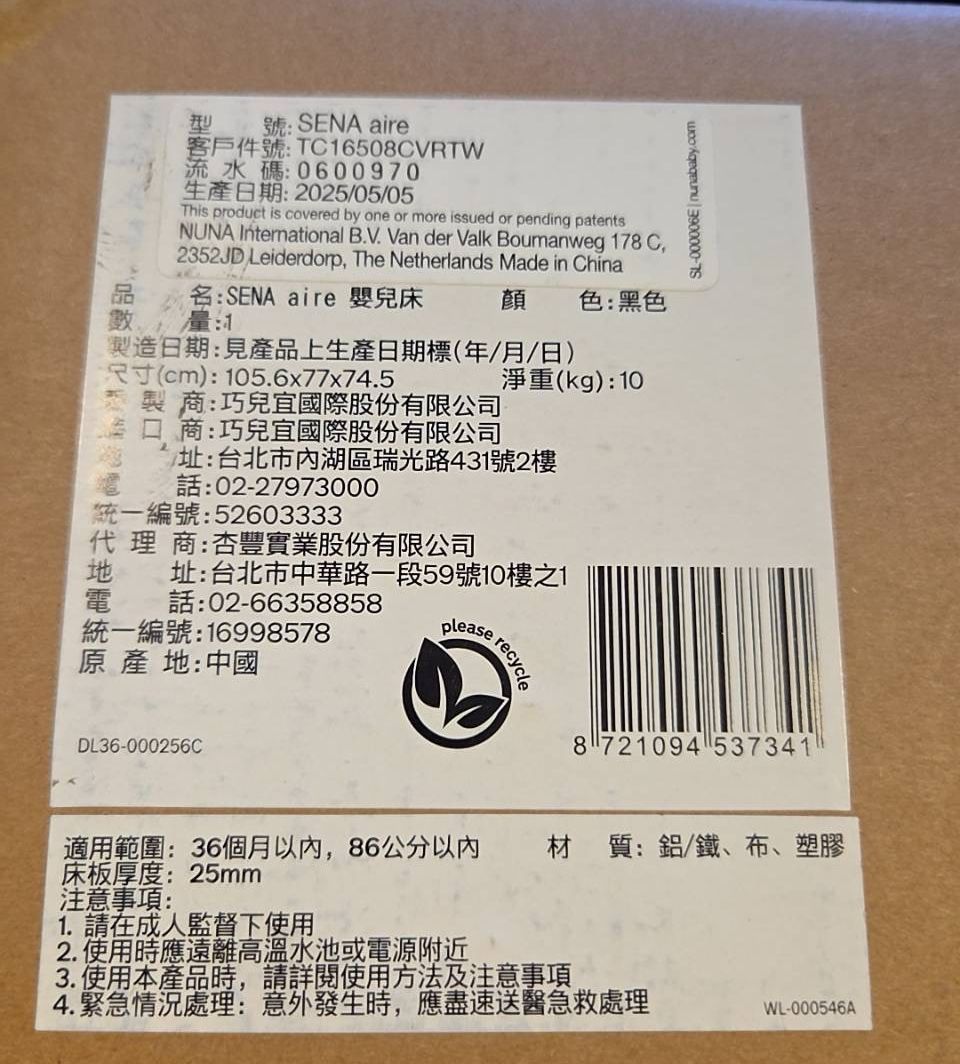 型 號: SENA aire
客戶件號: TC16508CVRTW
流 水 碼: 0600970
生產日期: 2025/05/05
This product is covered by one or more issued or pending patents
NUNA International B.V. Van der Valk Boumanweg 178 C,
2352JD Leiderdorp, The Netherlands Made in China
SL-000006E | nunababy.com
品 名:SENA aire 嬰兒床 顏 色:黑色
數 量:1
製造日期:見產品上生產日期標(年/月/日)
尺寸(cm): 105.6x77x74.5 淨重(kg):10
製 商:巧兒宜國際股份有限公司
口 商:巧兒宜國際股份有限公司
址:台北市內湖區瑞光路431號2樓
電 話:02-27973000
統一編號:52603333
代 理 商:杏豐實業股份有限公司
地 址:台北市中華路一段59號10樓之1
電 話:02-66358858
統一編號:16998578
原 產 地:中國
please recycle
DL36-000256C
8 721094 537341
適用範圍: 36個月以內, 86公分以內 材 質: 鋁/鐵、布、塑膠
床板厚度: 25mm
注意事項:
1. 請在成人監督下使用
2. 使用時應遠離高溫水池或電源附近
3. 使用本產品時, 請詳閱使用方法及注意事項
4. 緊急情況處理: 意外發生時, 應盡速送醫急救處理
WL-000546A